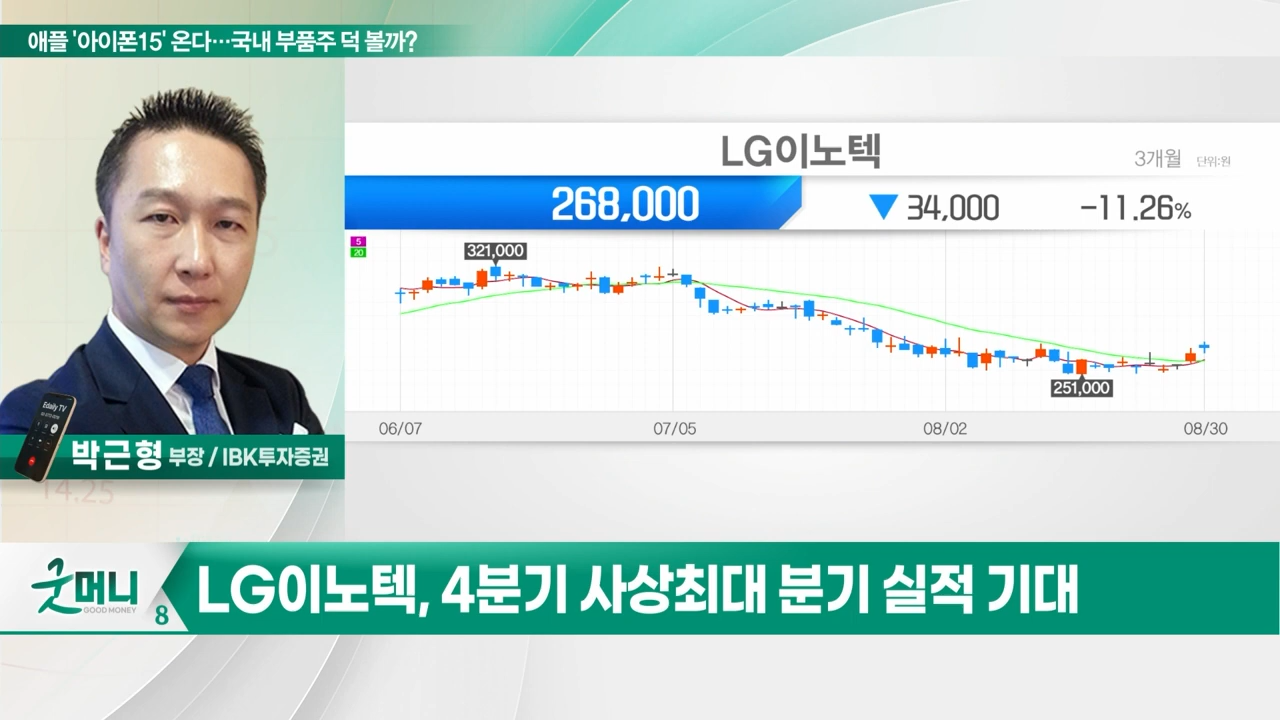 애플 '아이폰15' 온다…국내 부품주 덕 볼까?
LG이노텍
3개월 단위:원
268,000 ▼ 34,000 -11.26%
5
20
321,000
251,000
06/07 07/05 08/02 08/30
Edaily TV
박근형 부장 / IBK투자증권
14.25
굿머니
GOOD MONEY
8
LG이노텍, 4분기 사상최대 분기 실적 기대